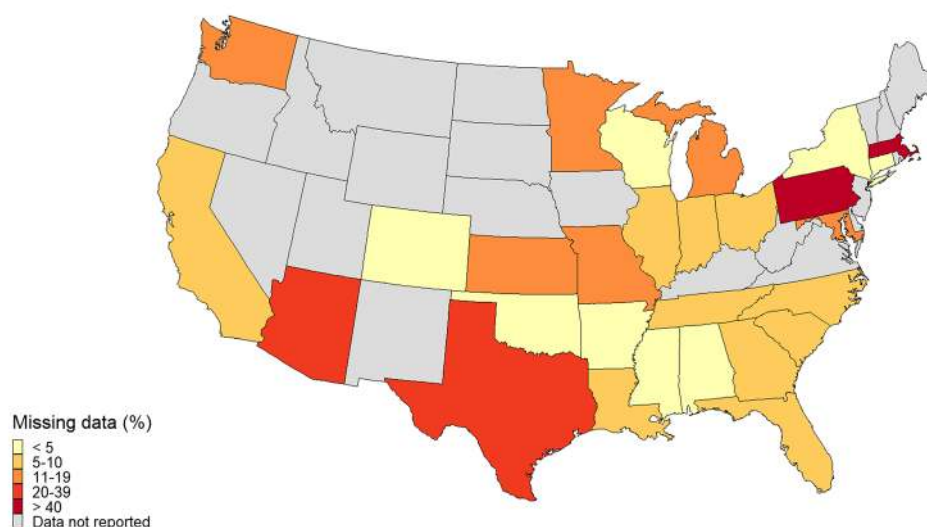 Missing data (%)
< 5
5-10
11-19
20-39
> 40
Data not reported